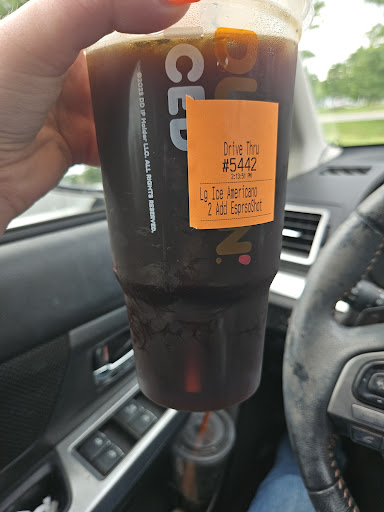 DUNKIN'
ICED
©2023 DD IP Holder LLC. ALL RIGHTS RESERVED.
Drive Thru
#5442
Lg Ice Americano
2 Add EsprsoShot